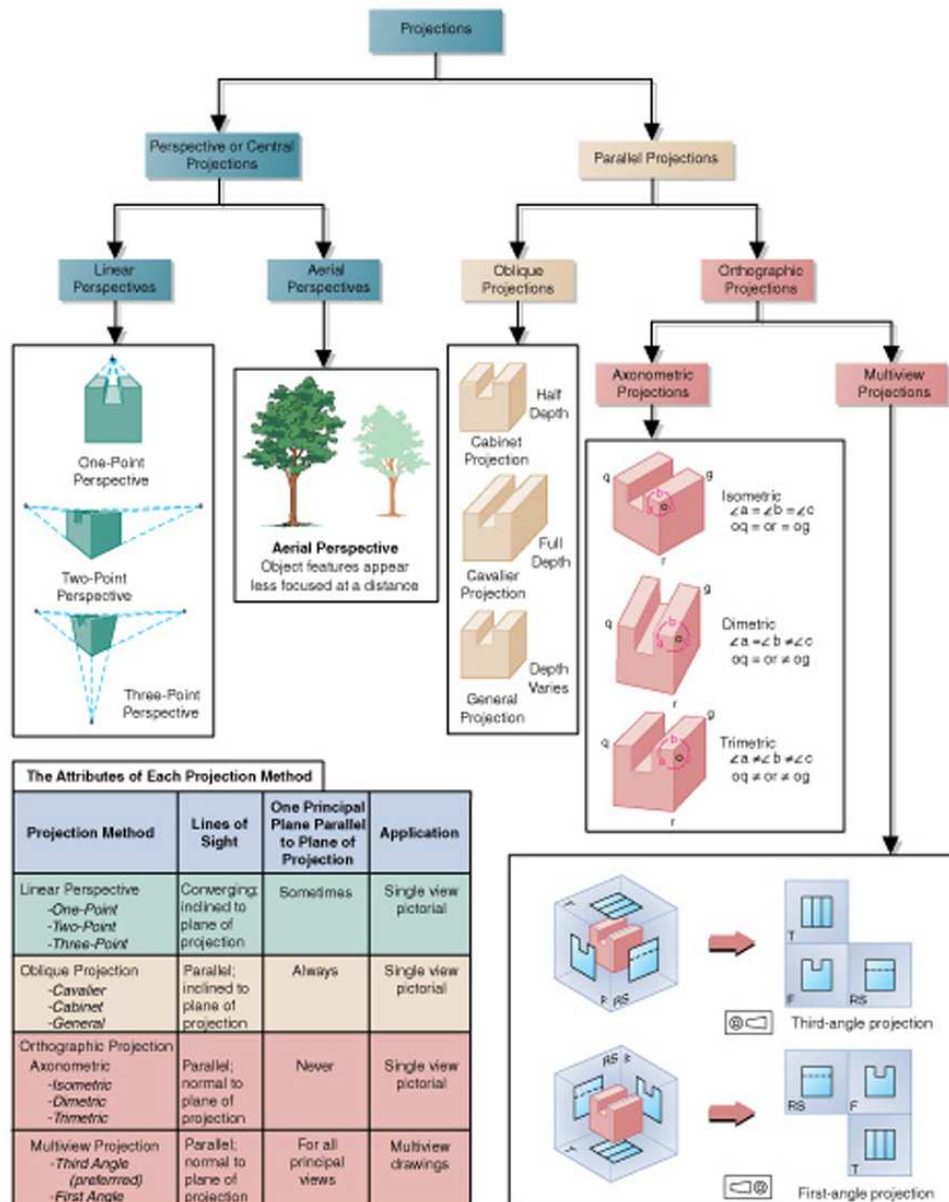 Projections
Perspective or Central
Projections
Parallel Projections
Linear
Perspectives
Aerial
Perspectives
Oblique
Projections
Orthographic
Projections
Axonometric
Projections
Multiview
Projections
One-Point
Perspective
Two-Point
Perspective
Three-Point
Perspective
Aerial Perspective
Object features appear
less focused at a distance
Half
Depth
Cabinet
Projection
Full
Depth
Cavalier
Projection
Depth
Varies
General
Projection
q
g
b
r
Isometric
∠a = ∠b = ∠c
oq = or = og
q
g
b
r
Dimetric
∠a = ∠b ≠ ∠c
oq = or ≠ og
q
g
b
r
Trimetric
∠a ≠ ∠b ≠ ∠c
oq ≠ or ≠ og
The Attributes of Each Projection Method
Projection Method
Lines of
Sight
One Principal
Plane Parallel
to Plane of
Projection
Application
Linear Perspective
-One-Point
-Two-Point
-Three-Point
Converging;
inclined to
plane of
projection
Sometimes
Single view
pictorial
Oblique Projection
-Cavalier
-Cabinet
-General
Parallel;
inclined to
plane of
projection
Always
Single view
pictorial
Orthographic Projection
Axonometric
-Isometric
-Dimetric
-Trimetric
Parallel;
normal to
plane of
projection
Never
Single view
pictorial
Multiview Projection
-Third Angle
(preferrred)
-First Angle
Parallel;
normal to
plane of
projection
For all
principal
views
Multiview
drawings
RS
T
F
RS
Third-angle projection
RS
RS
F
T
First-angle projection